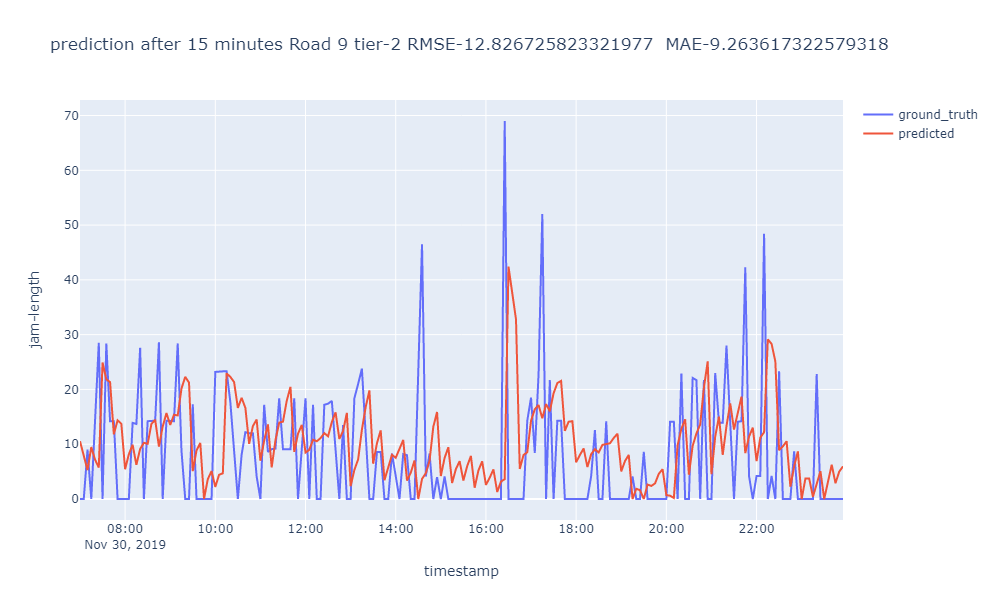 prediction after 15 minutes Road 9 tier-2 RMSE-12.826725823321977 MAE-9.263617322579318
ground_truth
predicted
70
60
50
40
30
20
10
0
jam-length
08:00 10:00 12:00 14:00 16:00 18:00 20:00 22:00
Nov 30, 2019
timestamp